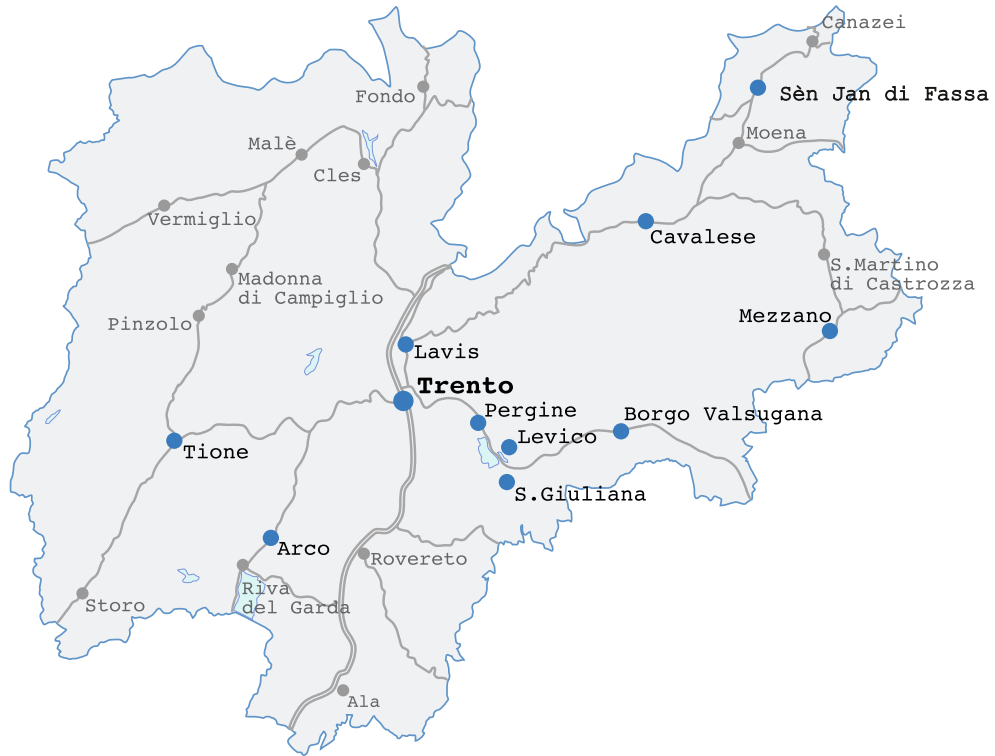 Canazei
Sèn Jan di Fassa
Fondo
Moena
Malè
Cles
Vermiglio
Cavalese
Madonna
di Campiglio
S.Martino
di Castrozza
Pinzolo
Mezzano
Lavis
Trento
Pergine
Borgo Valsugana
Levico
Tione
S.Giuliana
Arco
Rovereto
Riva
del Garda
Storo
Ala